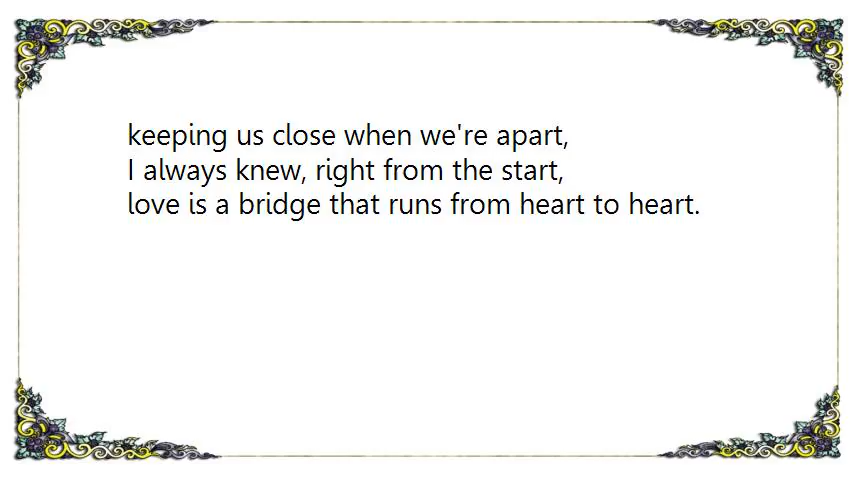 keeping us close when we're apart,
I always knew, right from the start,
love is a bridge that runs from heart to heart.